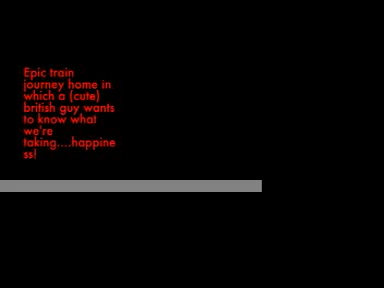 Epic train
journey home in
which a (cute)
british guy wants
to know what
we're
taking....happine
ss!